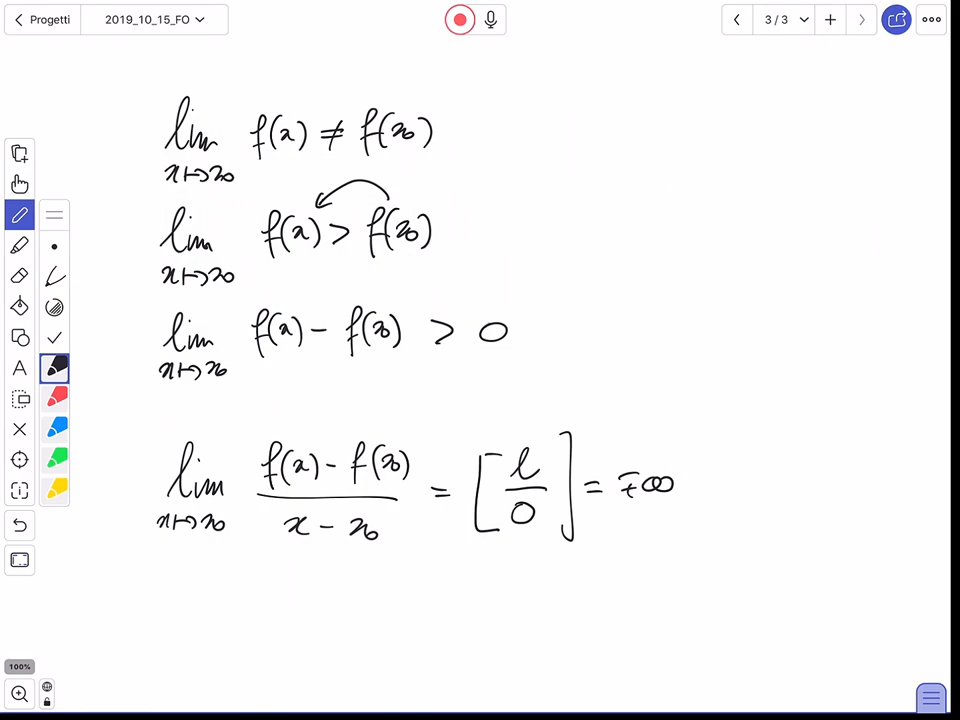 Progetti 2019_10_15_FO 3/3
lim f(x) ≠ f(x₀)
x→x₀
lim f(x) > f(x₀)
x→x₀
lim f(x) - f(x₀) > 0
x→x₀
lim (f(x) - f(x₀))/(x - x₀) = [l/0] = ∓∞
x→x₀
A
100%